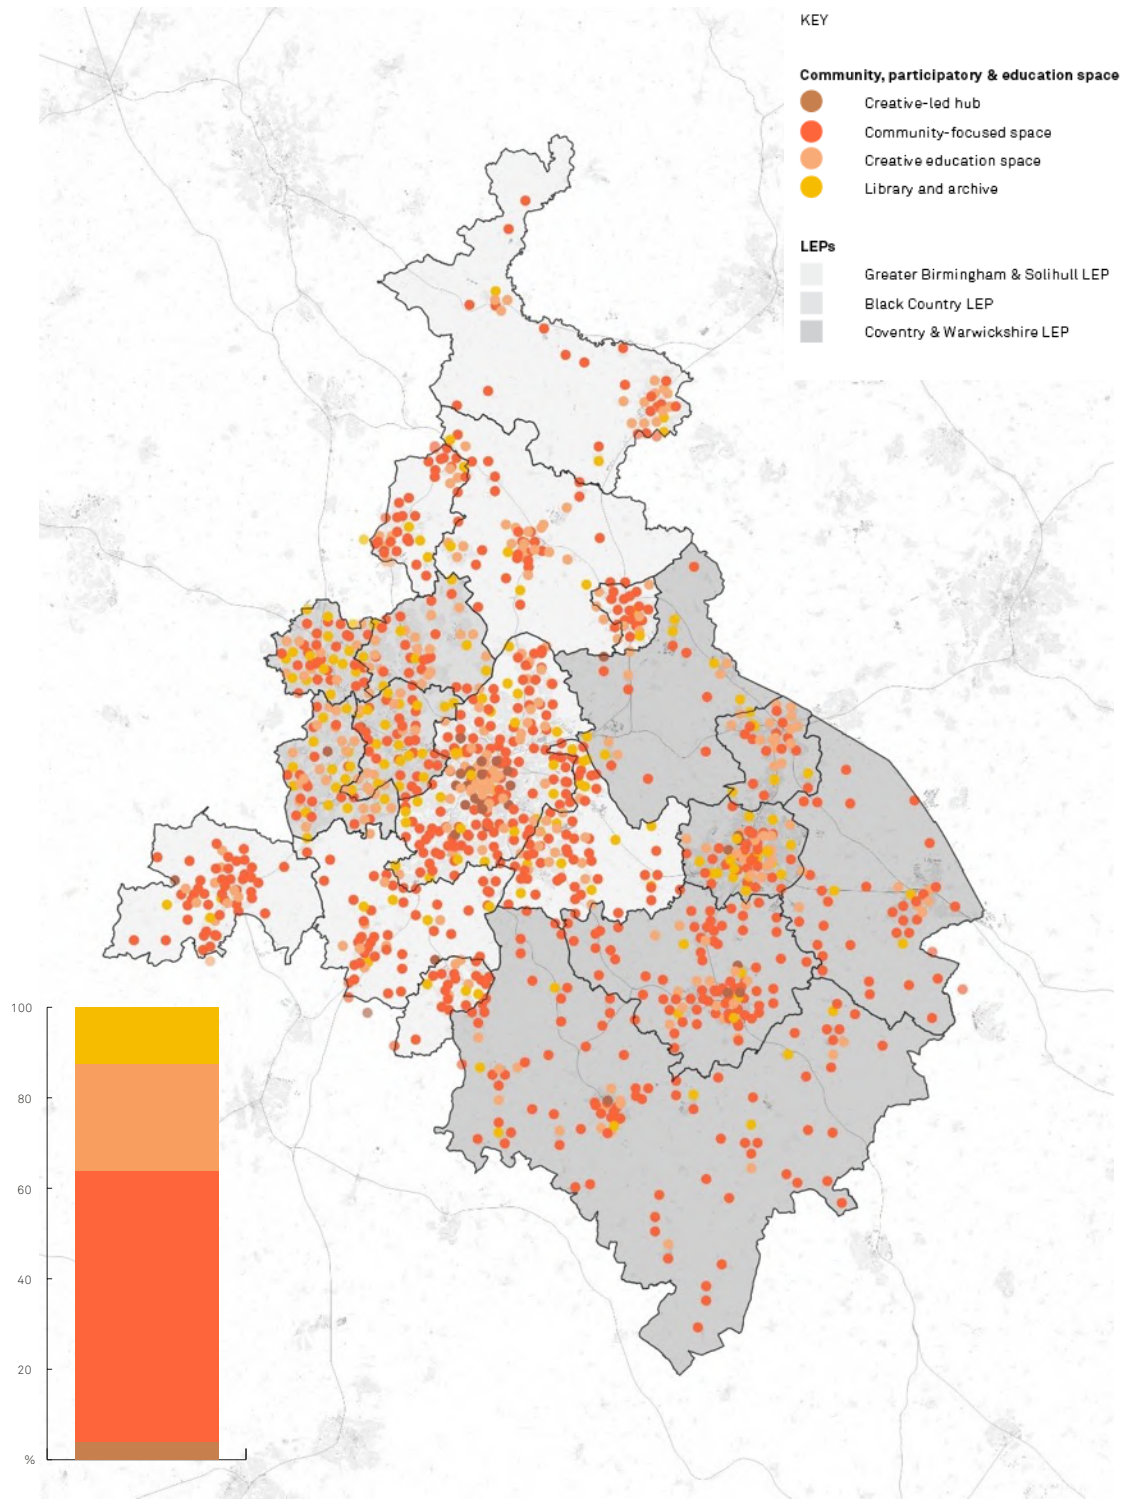 KEY
Community, participatory & education space
Creative-led hub
Community-focused space
Creative education space
Library and archive
LEPs
Greater Birmingham & Solihull LEP
Black Country LEP
Coventry & Warwickshire LEP
100
80
60
40
20
%